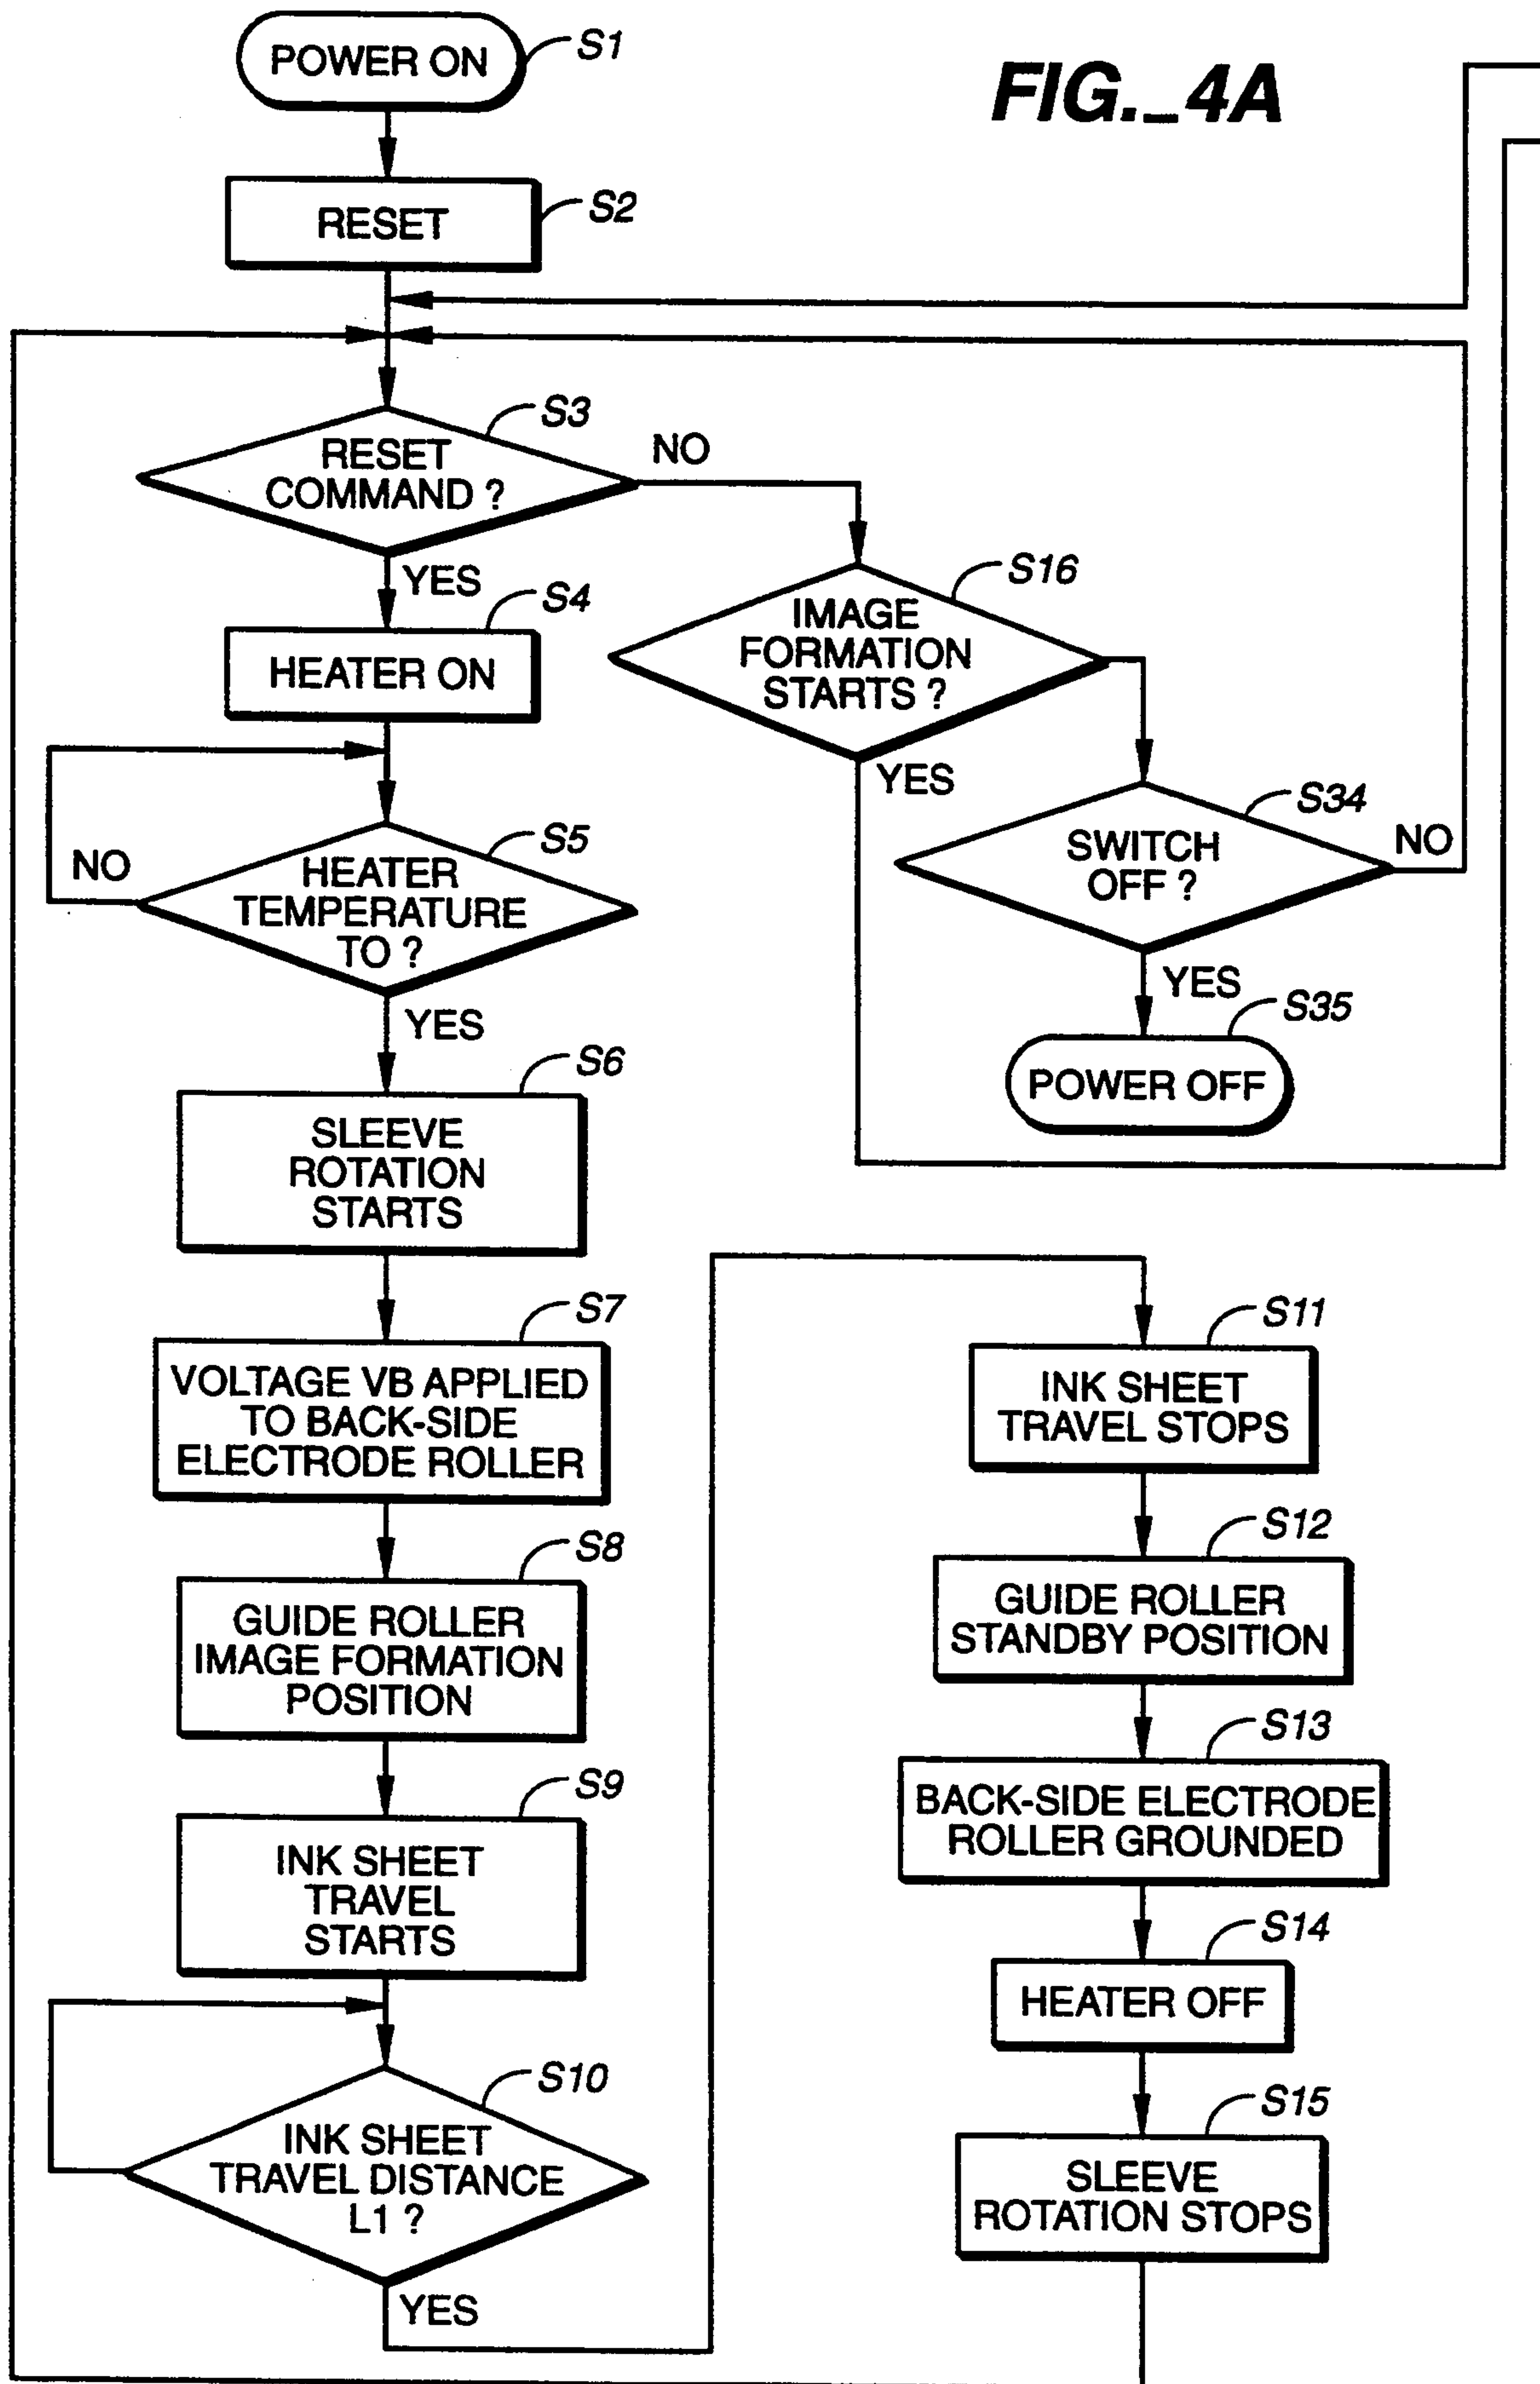 FIG._4A
POWER ON
S1
RESET
S2
S3
RESET
COMMAND ?
NO
YES
S4
HEATER ON
S5
HEATER
TEMPERATURE
TO ?
NO
YES
S6
SLEEVE
ROTATION
STARTS
S7
VOLTAGE VB APPLIED
TO BACK-SIDE
ELECTRODE ROLLER
S8
GUIDE ROLLER
IMAGE FORMATION
POSITION
S9
INK SHEET
TRAVEL
STARTS
S10
INK SHEET
TRAVEL DISTANCE
L1 ?
YES
S16
IMAGE
FORMATION
STARTS ?
YES
S34
SWITCH
OFF ?
NO
YES
S35
POWER OFF
S11
INK SHEET
TRAVEL STOPS
S12
GUIDE ROLLER
STANDBY POSITION
S13
BACK-SIDE ELECTRODE
ROLLER GROUNDED
S14
HEATER OFF
S15
SLEEVE
ROTATION STOPS